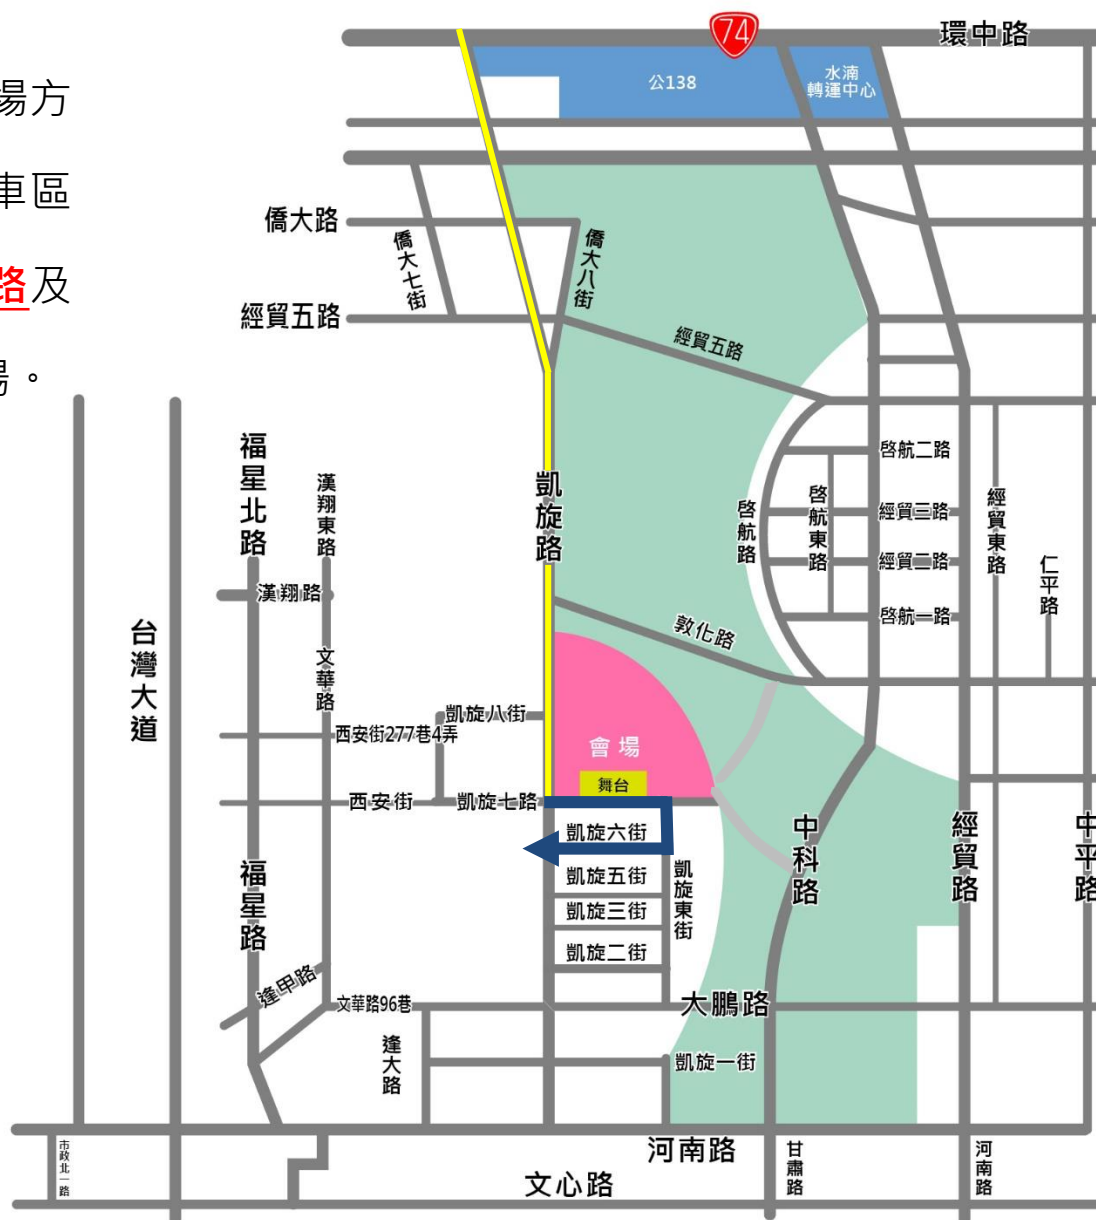 74
環中路
場方
公138
水湳
轉運中心
車區
僑大路
僑大七街
僑大八街
路及
場。
經貿五路
經貿五路
福星北路
漢翔東路
凱旋路
啓航二路
啓航路
啓航東路
經貿三路
經貿東路
經貿二路
仁平路
漢翔路
啓航一路
台灣大道
文華路
敦化路
凱旋八街
西安街277巷4弄
會場
舞台
西安街
凱旋七路
凱旋六街
中科路
經貿路
中平路
福星路
凱旋五街
凱旋東街
凱旋三街
凱旋二街
逢甲路
文華路96巷
大鵬路
逢大路
凱旋一街
市政北一路
河南路
甘肅路
河南路
文心路